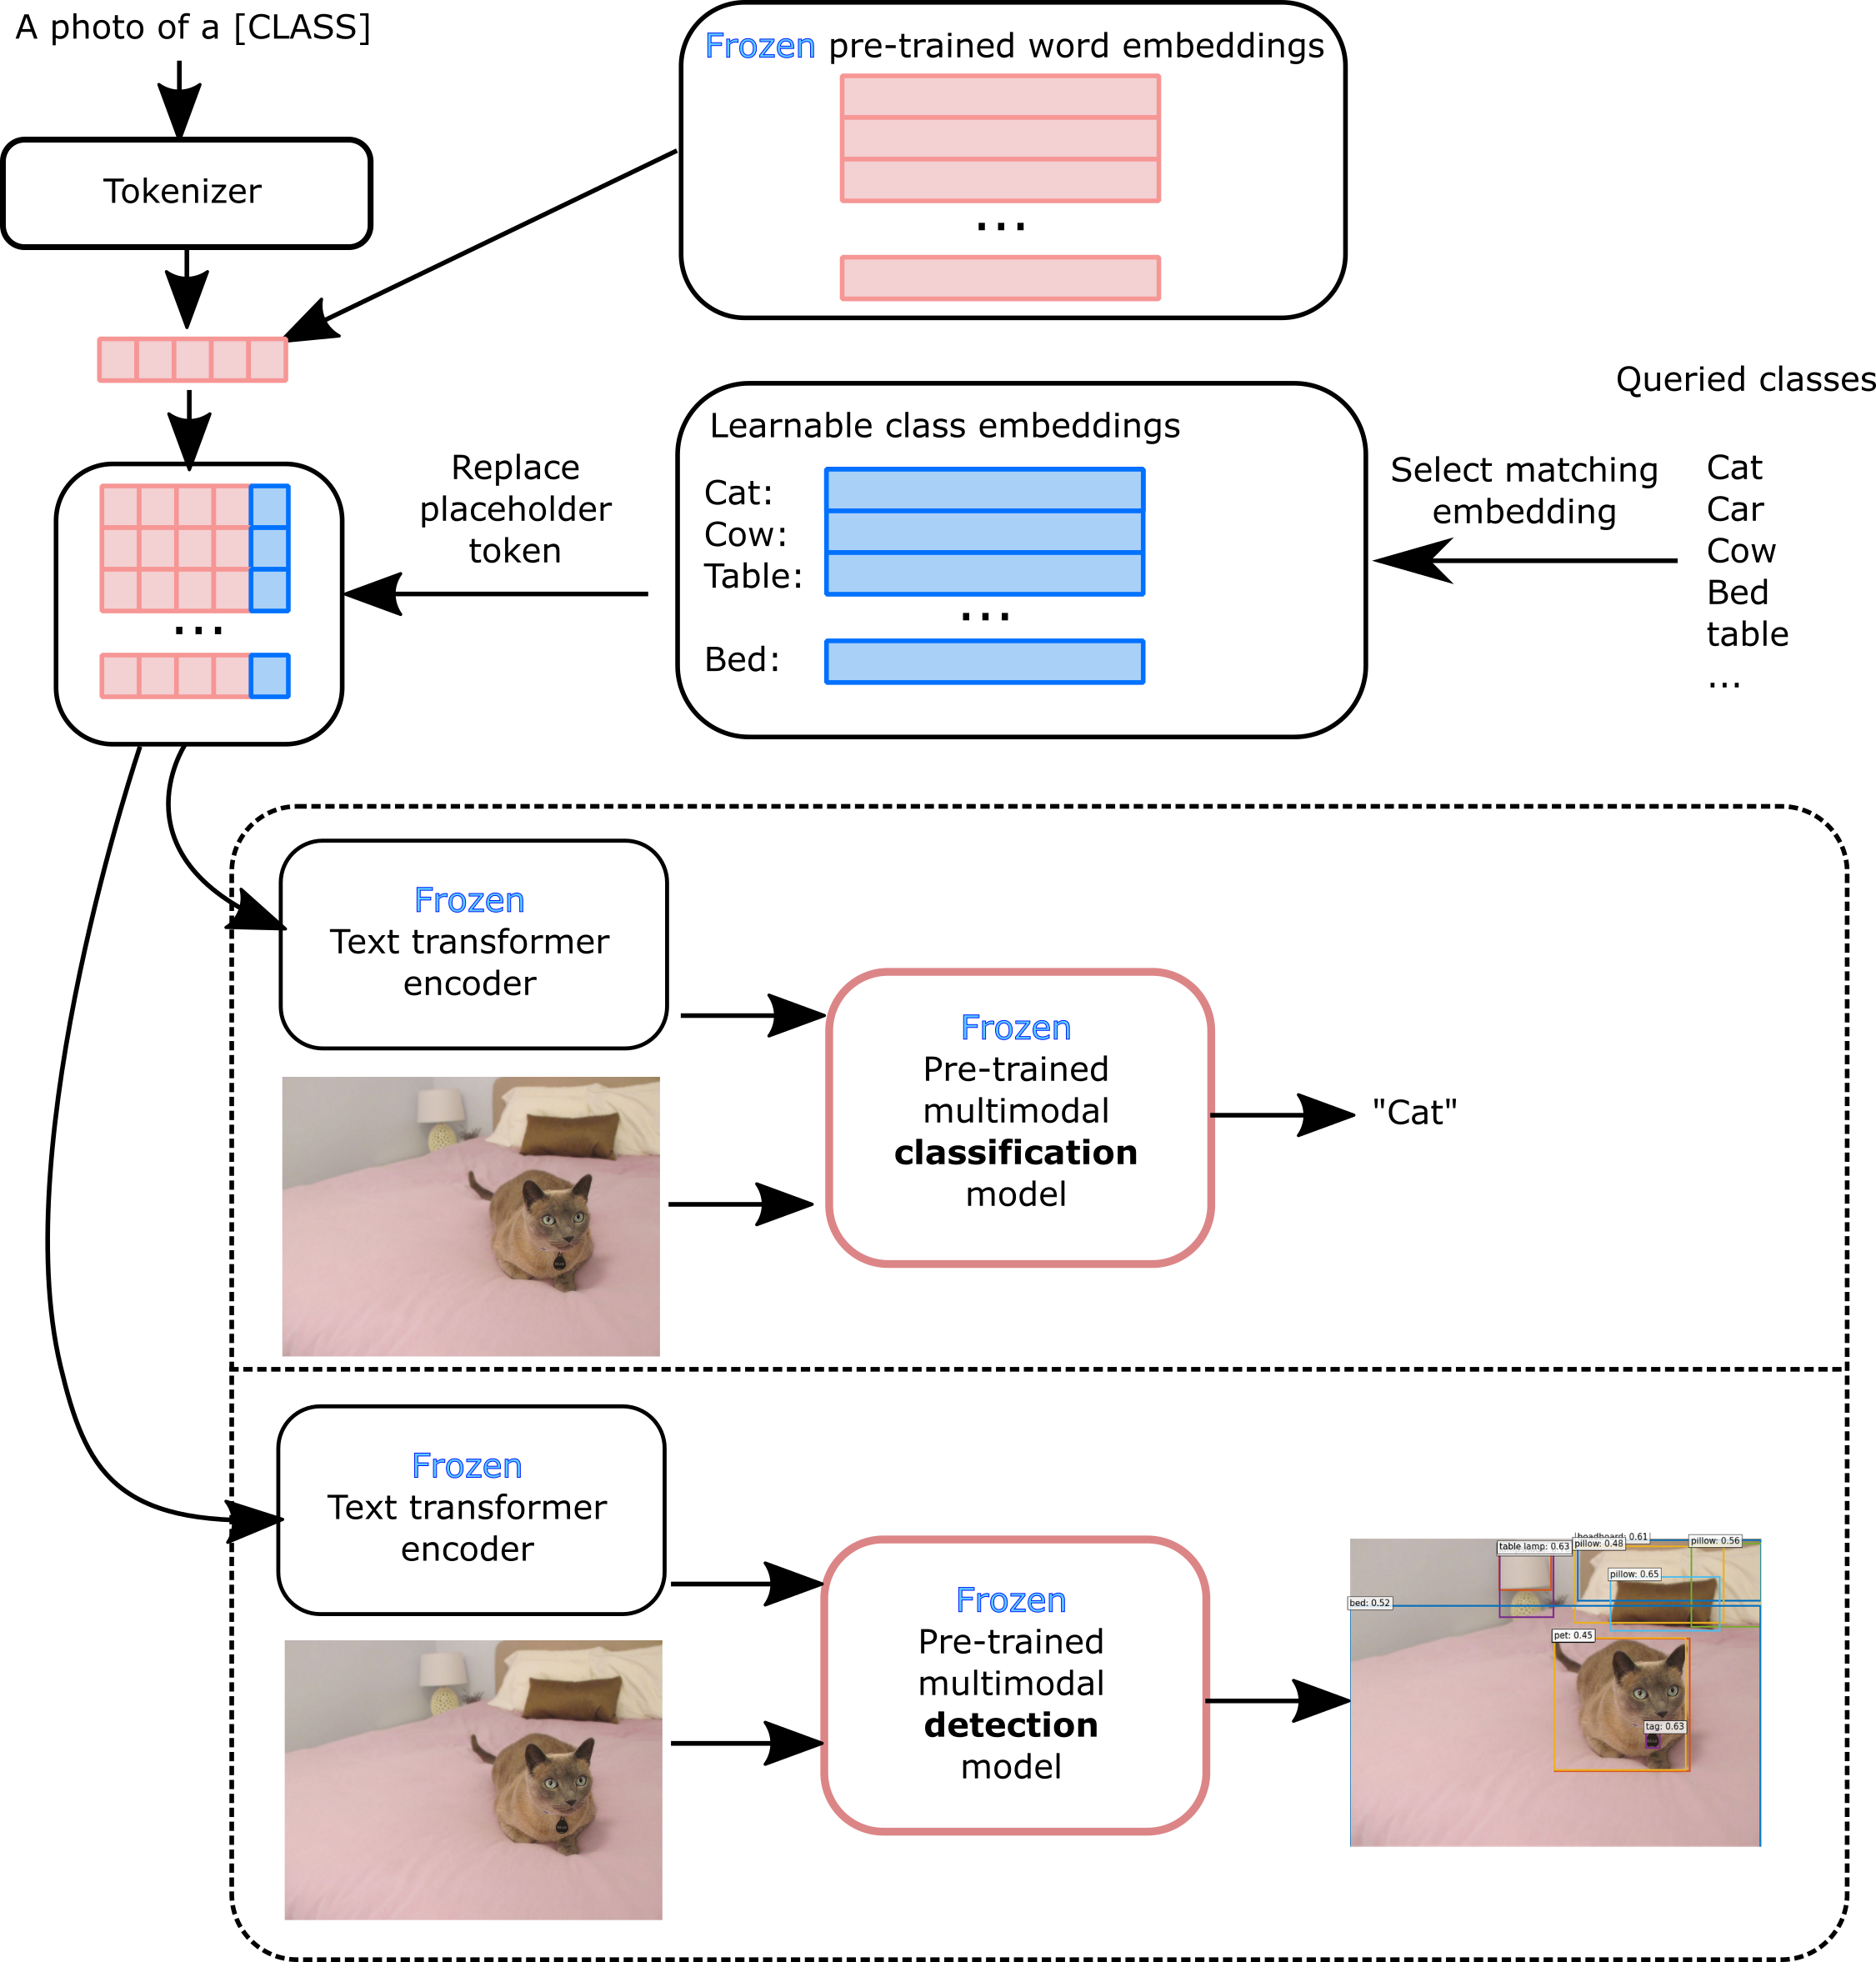 A photo of a [CLASS]
Frozen pre-trained word embeddings
Tokenizer
...
Queried classes
Learnable class embeddings
Replace
placeholder
token
Cat:
Cow:
Table:
...
Bed:
Select matching
embedding
Cat
Car
Cow
Bed
table
...
...
Frozen
Text transformer
encoder
Frozen
Pre-trained
multimodal
classification
model
"Cat"
Frozen
Text transformer
encoder
Frozen
Pre-trained
multimodal
detection
model
headboard: 0.61
pillow: 0.56
table lamp: 0.63
pillow: 0.48
pillow: 0.65
bed: 0.52
pet: 0.45
tag: 0.63